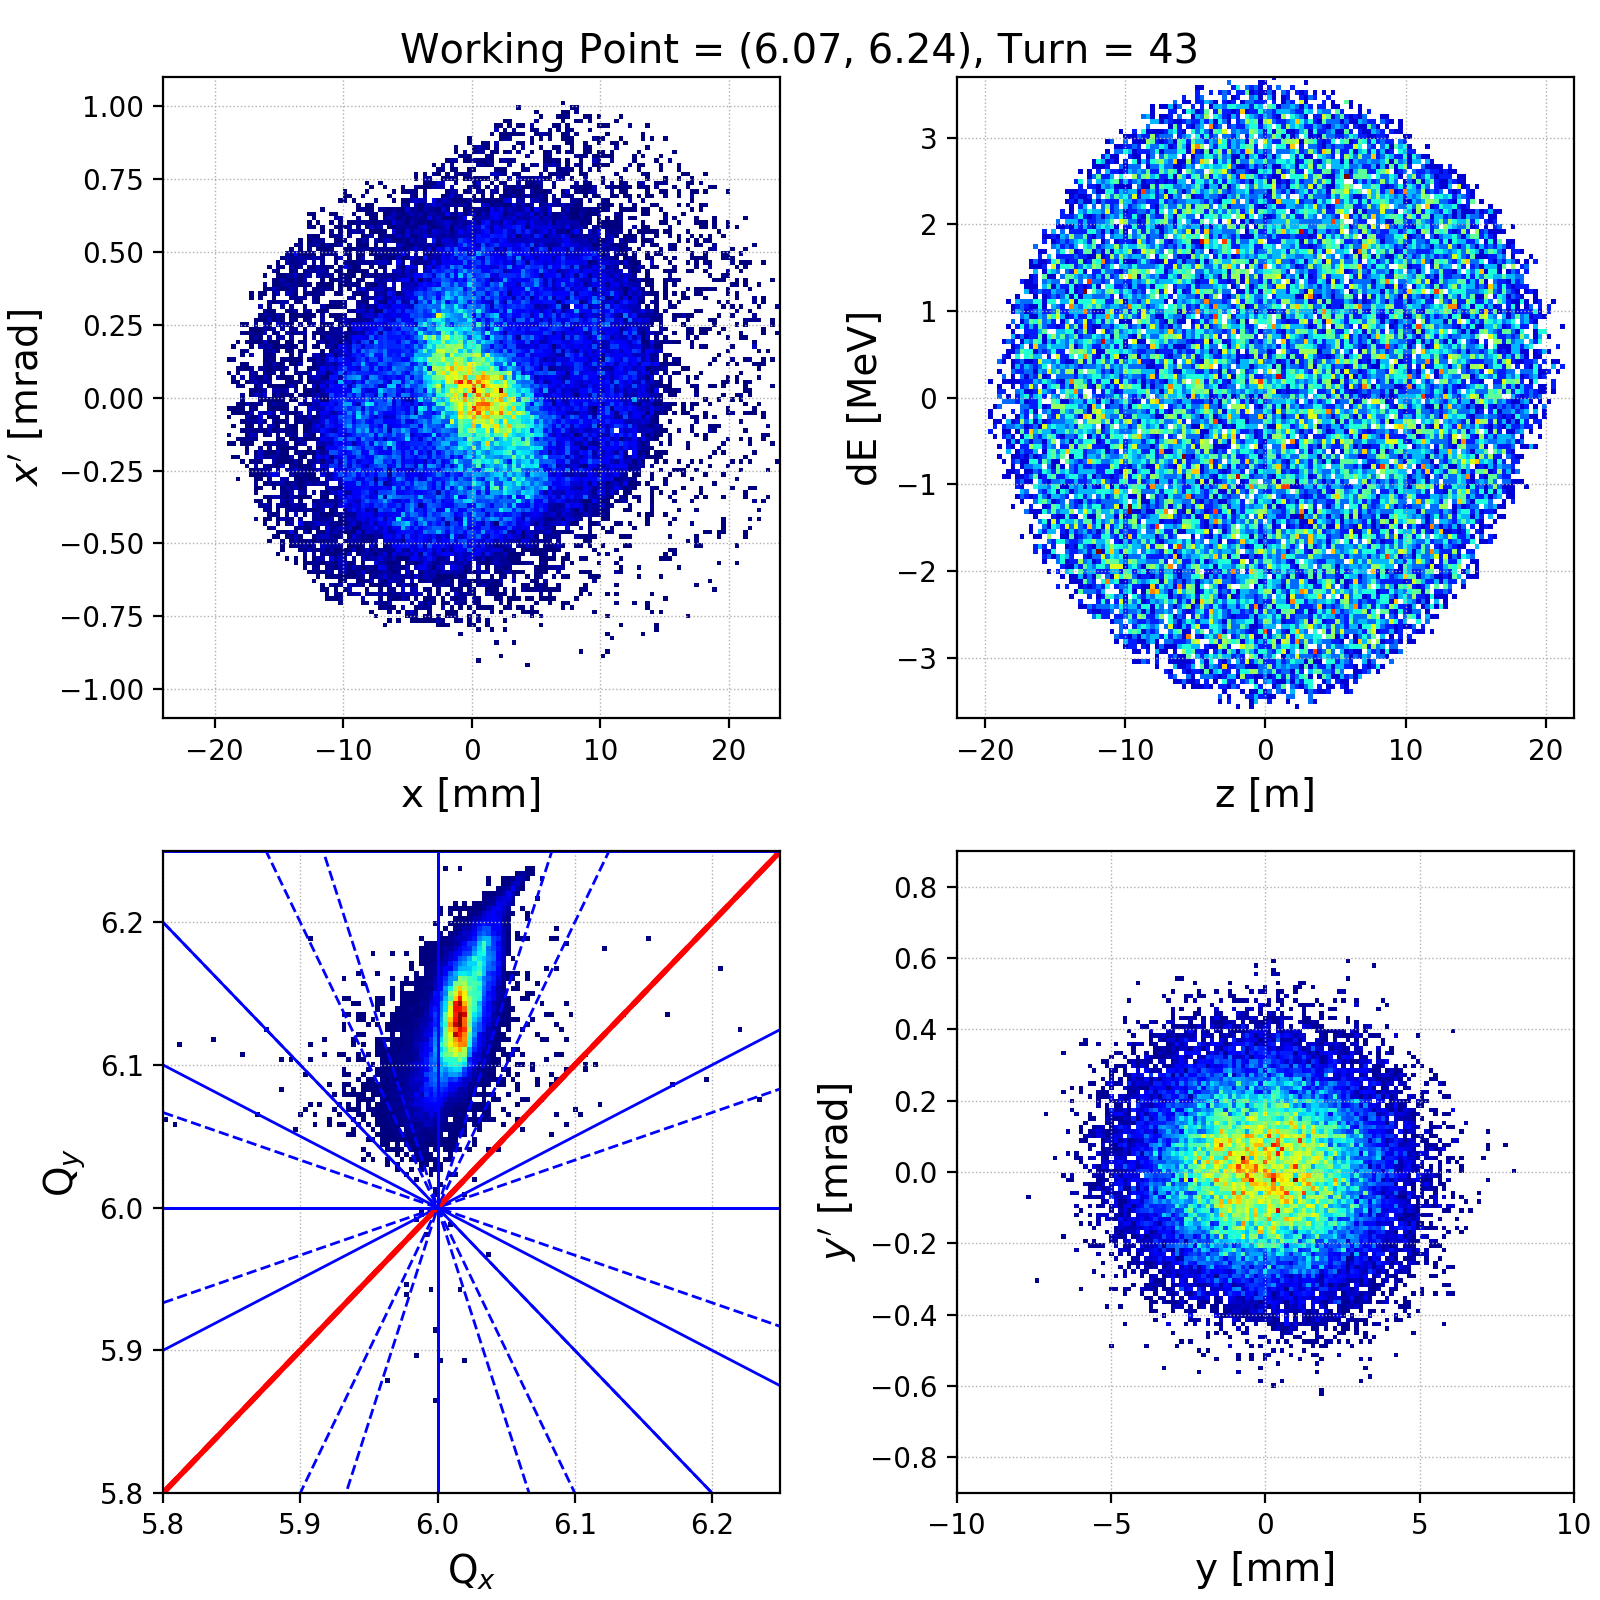 Working Point = (6.07, 6.24), Turn = 43
1.00
0.75
0.50
0.25
0.00
−0.25
−0.50
−0.75
−1.00
x′ [mrad]
−20 −10 0 10 20
x [mm]
3
2
1
0
−1
−2
−3
dE [MeV]
−20 −10 0 10 20
z [m]
6.2
6.1
6.0
5.9
5.8
Qy
5.8 5.9 6.0 6.1 6.2
Qx
0.8
0.6
0.4
0.2
0.0
−0.2
−0.4
−0.6
−0.8
y′ [mrad]
−10 −5 0 5 10
y [mm]